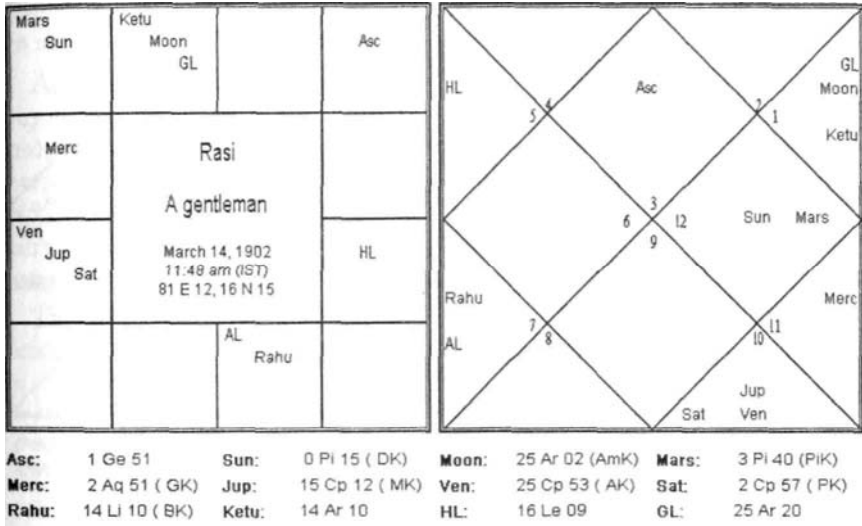 Mars
Sun
Ketu
Moon
GL
Asc
Merc
Rasi
A gentleman
March 14, 1902
11:48 am (IST)
81 E 12, 16 N 15
Ven
Jup
Sat
HL
AL
Rahu
HL
4
5
Asc
2
1
GL
Moon
Ketu
3
6
12
9
Sun
Mars
Rahu
AL
7
8
10
11
Merc
Jup
Sat
Ven
Asc: 1 Ge 51 Sun: 0 Pi 15 ( DK) Moon: 25 Ar 02 (AmK) Mars: 3 Pi 40 (PiK)
Merc: 2 Aq 51 ( GK) Jup: 15 Cp 12 ( MK) Ven: 25 Cp 53 ( AK) Sat: 2 Cp 57 ( PK)
Rahu: 14 Li 10 ( BK) Ketu: 14 Ar 10 HL: 16 Le 09 GL: 25 Ar 20